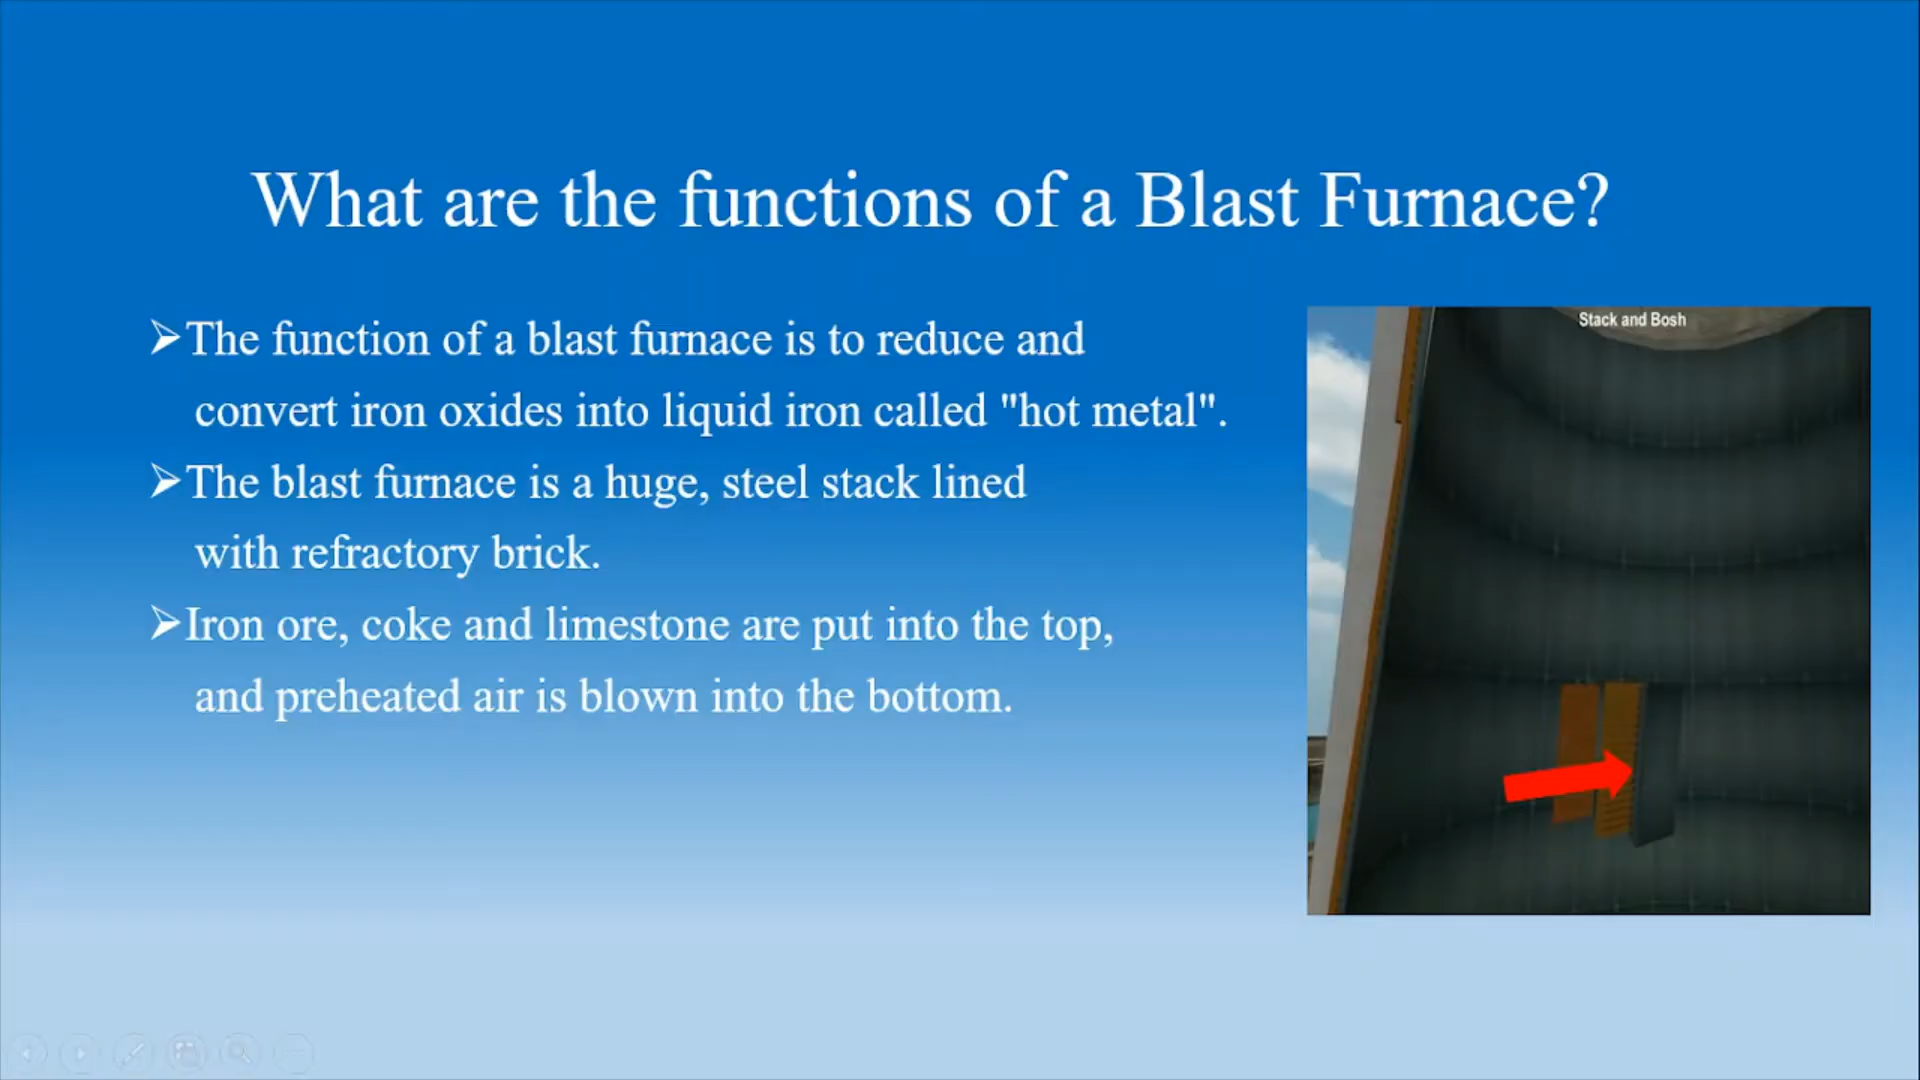 What are the functions of a Blast Furnace?
➢The function of a blast furnace is to reduce and
convert iron oxides into liquid iron called "hot metal".
➢The blast furnace is a huge, steel stack lined
with refractory brick.
➢Iron ore, coke and limestone are put into the top,
and preheated air is blown into the bottom.
Stack and Bosh